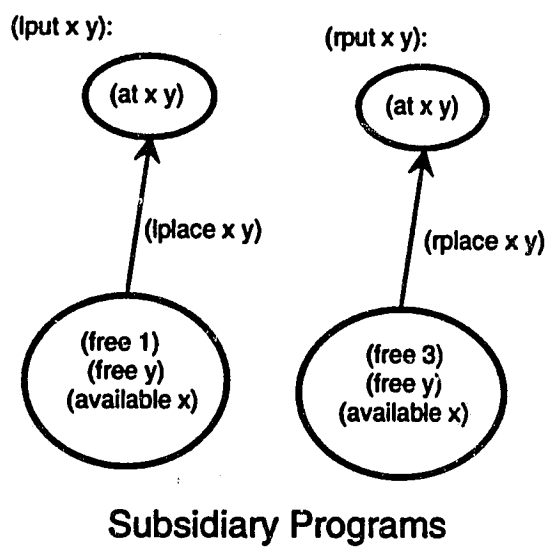 (lput x y):
(at x y)
(lplace x y)
(free 1)
(free y)
(available x)
(rput x y):
(at x y)
(rplace x y)
(free 3)
(free y)
(available x)
Subsidiary Programs